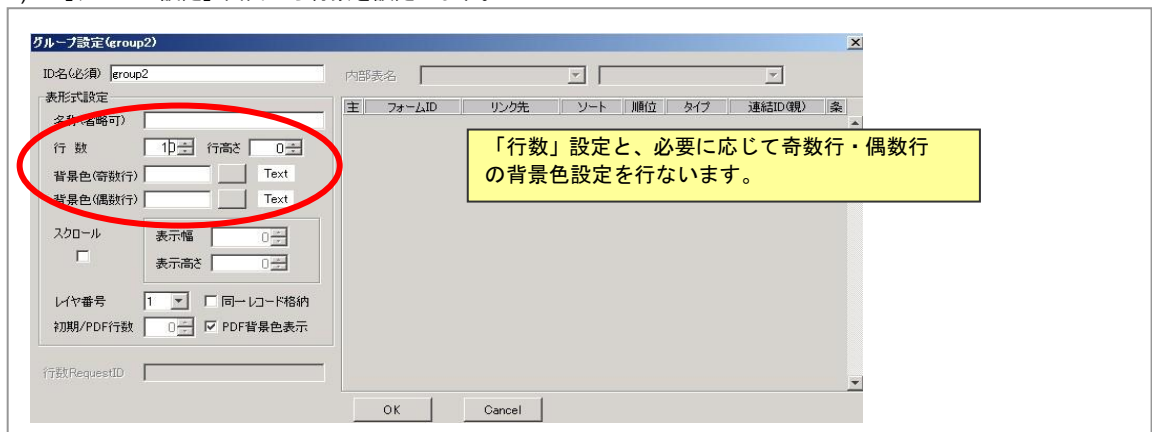 グループ設定(group2)
ID名(必須) group2 内部表名
表形式設定
主 フォームID リンク先 ソート 順位 タイプ 連結ID(親) 条
名称(省略可)
行 数 10 行高さ 0
「行数」設定と、必要に応じて奇数行・偶数行
の背景色設定を行ないます。
背景色(奇数行) Text
背景色(偶数行) Text
スクロール 表示幅 0
表示高さ 0
レイヤ番号 1 同一レコード格納
初期/PDF行数 0 PDF背景色表示
行数RequestID
OK Cancel